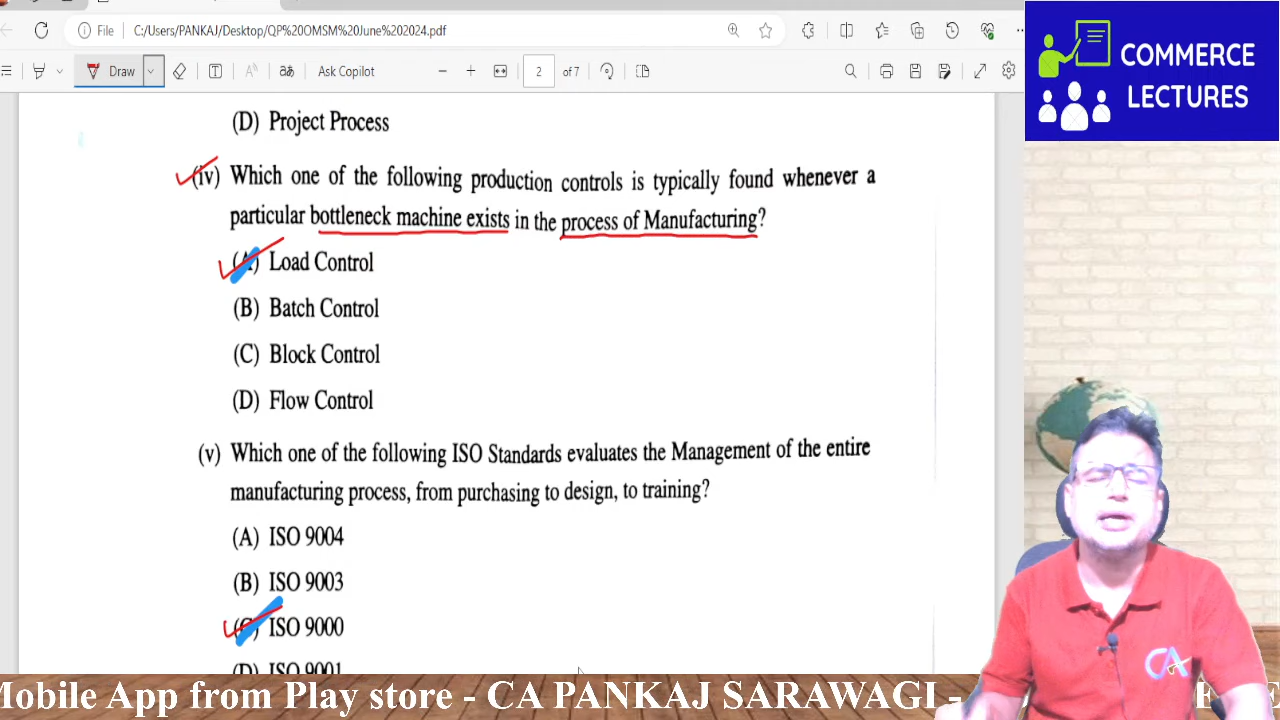 File
C:/Users/PANKAJ/Desktop/QP%20OMSM%20June%202024.pdf
Draw
Ask Copilot
2 of 7
COMMERCE
LECTURES
(D) Project Process
(iv) Which one of the following production controls is typically found whenever a
particular bottleneck machine exists in the process of Manufacturing?
(A) Load Control
(B) Batch Control
(C) Block Control
(D) Flow Control
(v) Which one of the following ISO Standards evaluates the Management of the entire
manufacturing process, from purchasing to design, to training?
(A) ISO 9004
(B) ISO 9003
(C) ISO 9000
(D) ISO 9001
CA
Mobile App from Play store - CA PANKAJ SARAWAGI -